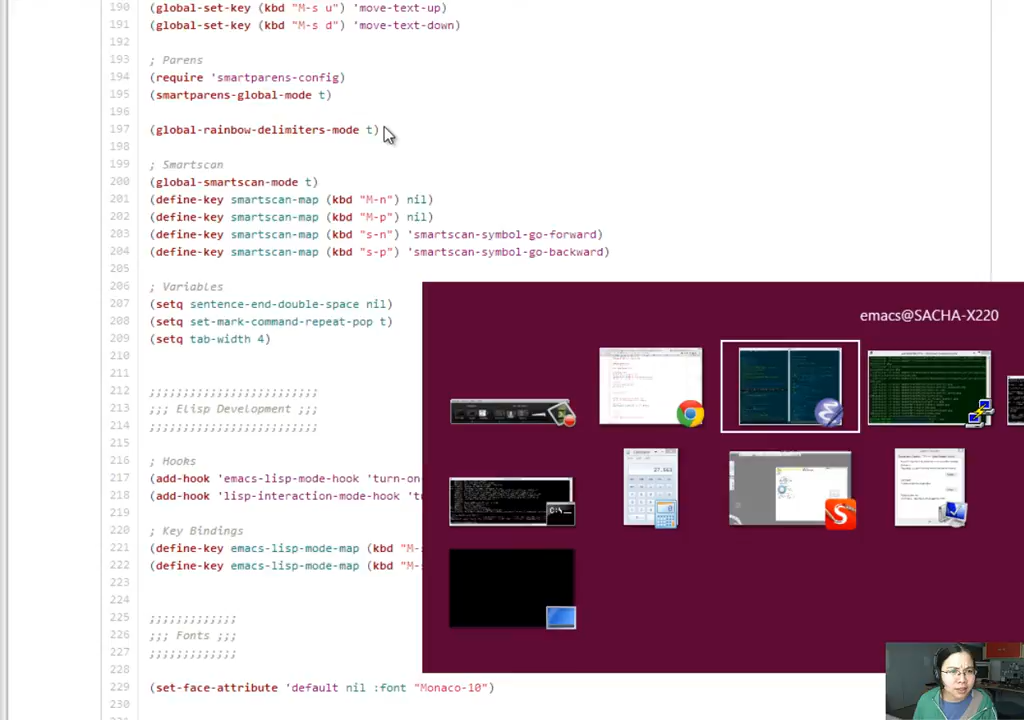 190 (global-set-key (kbd "M-s u") 'move-text-up)
191 (global-set-key (kbd "M-s d") 'move-text-down)
192
193 ; Parens
194 (require 'smartparens-config)
195 (smartparens-global-mode t)
196
197 (global-rainbow-delimiters-mode t)
198
199 ; Smartscan
200 (global-smartscan-mode t)
201 (define-key smartscan-map (kbd "M-n") nil)
202 (define-key smartscan-map (kbd "M-p") nil)
203 (define-key smartscan-map (kbd "s-n") 'smartscan-symbol-go-forward)
204 (define-key smartscan-map (kbd "s-p") 'smartscan-symbol-go-backward)
205
206 ; Variables
207 (setq sentence-end-double-space nil)
208 (setq set-mark-command-repeat-pop t)
209 (setq tab-width 4)
210
211
212 ;;;;;;;;;;;;;;;;;;;;;;;;;
213 ;;; Elisp Development ;;;
214 ;;;;;;;;;;;;;;;;;;;;;;;;;
215
216 ; Hooks
217 (add-hook 'emacs-lisp-mode-hook 'turn-on
218 (add-hook 'lisp-interaction-mode-hook 't
219
220 ; Key Bindings
221 (define-key emacs-lisp-mode-map (kbd "M-
222 (define-key emacs-lisp-mode-map (kbd "M-
223
224
225 ;;;;;;;;;;;;;
226 ;;; Fonts ;;;
227 ;;;;;;;;;;;;;
228
229 (set-face-attribute 'default nil :font "Monaco-10")
230
emacs@SACHA-X220
C:\_